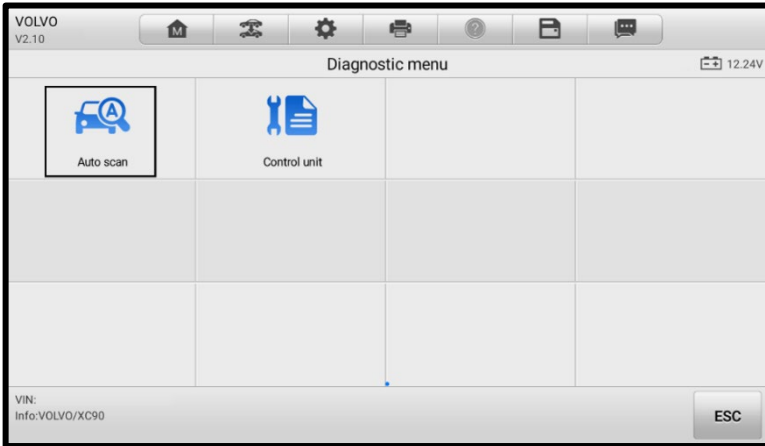 VOLVO
V2.10
M
?
Diagnostic menu
12.24V
A
Auto scan
Control unit
VIN:
Info:VOLVO/XC90
ESC